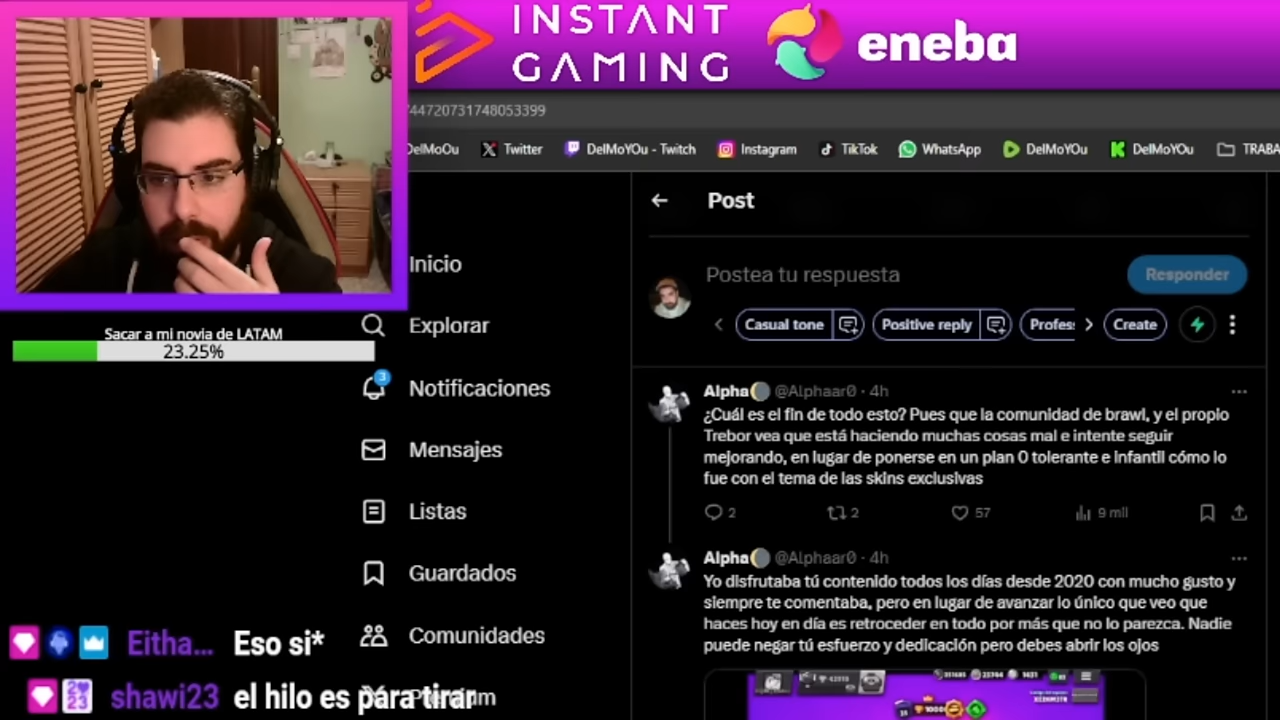 INSTANT
GAMING
eneba
744720731748053399
DelMoOu
Twitter
DelMoYOu - Twitch
Instagram
TikTok
WhatsApp
DelMoYOu
DelMoYOu
TRABA
Post
Inicio
Postea tu respuesta
Responder
Explorar
Casual tone
Positive reply
Profes:
Create
Sacar a mi novia de LATAM
23.25%
3
Notificaciones
Mensajes
Listas
Guardados
Comunidades
Premium
Alpha @Alphaar0 · 4h
¿Cuál es el fin de todo esto? Pues que la comunidad de brawl, y el propio
Trebor vea que está haciendo muchas cosas mal e intente seguir
mejorando, en lugar de ponerse en un plan 0 tolerante e infantil cómo lo
fue con el tema de las skins exclusivas
2
2
57
9 mil
Alpha @Alphaar0 · 4h
Yo disfrutaba tú contenido todos los días desde 2020 con mucho gusto y
siempre te comentaba, pero en lugar de avanzar lo único que veo que
haces hoy en día es retroceder en todo por más que no lo parezca. Nadie
puede negar tú esfuerzo y dedicación pero debes abrir los ojos
Eitha... Eso si*
shawi23 el hilo es para tirar